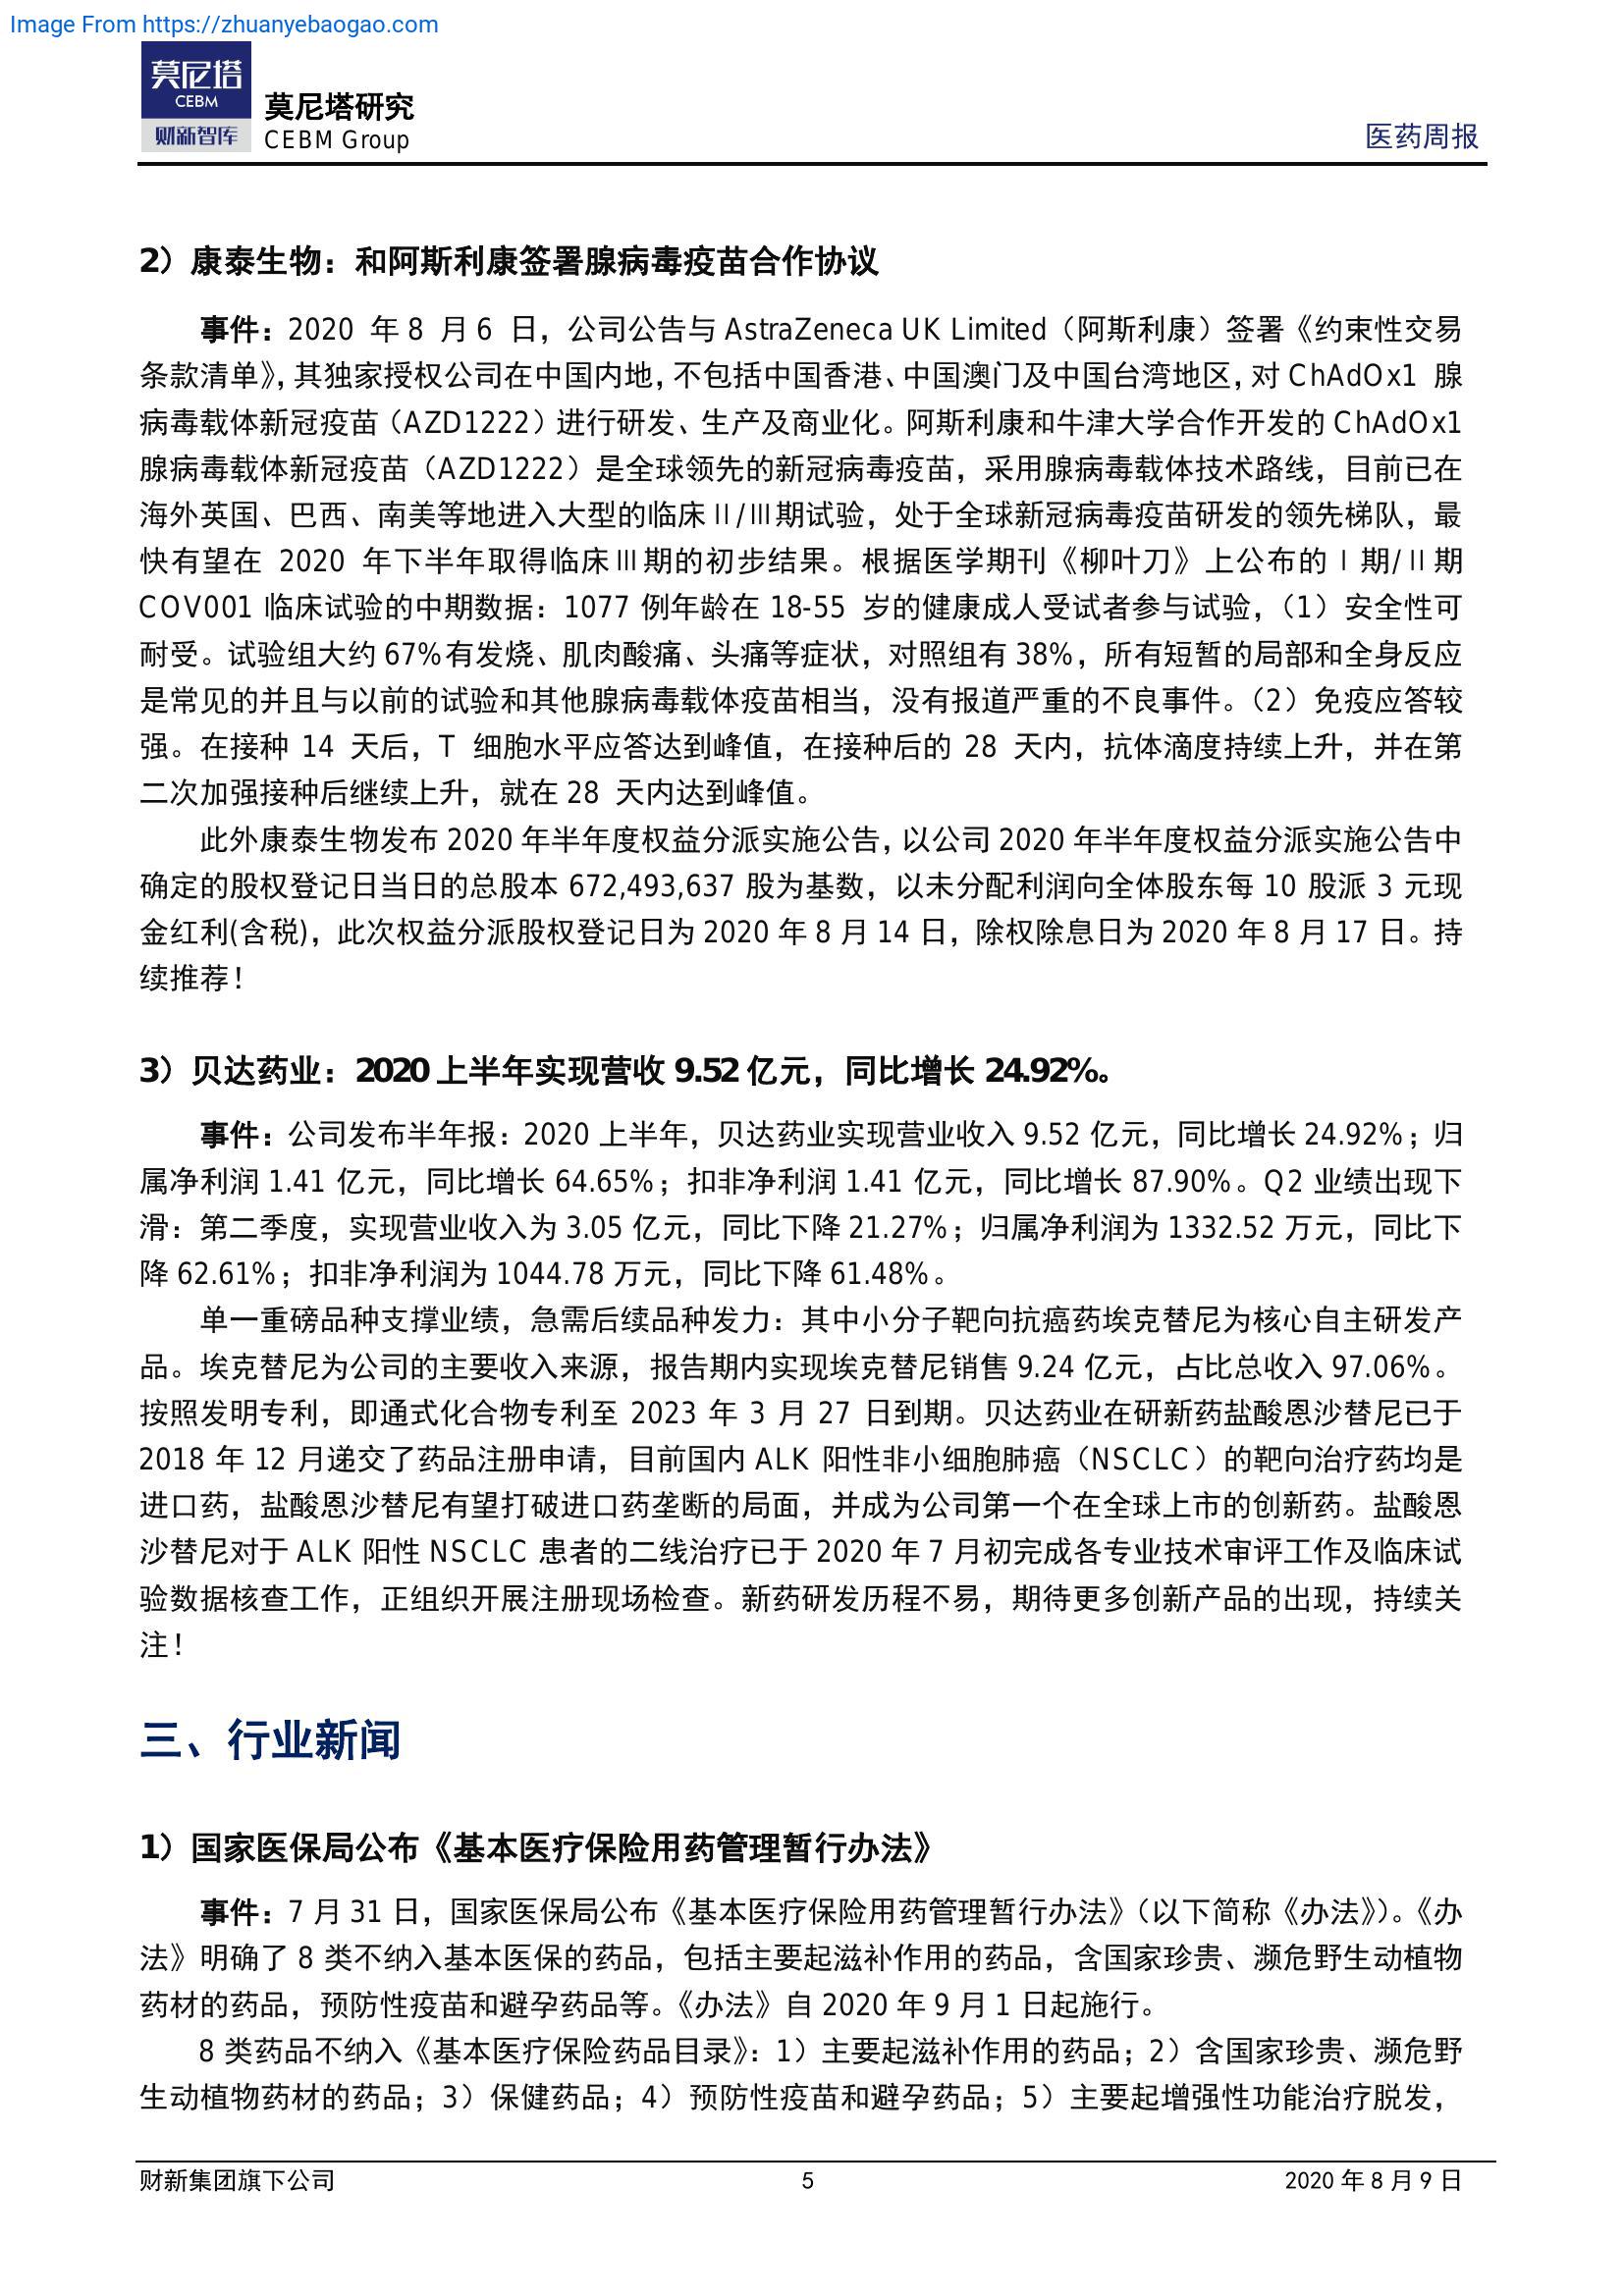 Image From https://zhuanyebaogao.com
莫尼塔
CEBM
财新智库
莫尼塔研究
CEBM Group
医药周报
2）康泰生物：和阿斯利康签署腺病毒疫苗合作协议
事件：2020 年 8 月 6 日，公司公告与 AstraZeneca UK Limited（阿斯利康）签署《约束性交易
条款清单》，其独家授权公司在中国内地，不包括中国香港、中国澳门及中国台湾地区，对 ChAdOx1 腺
病毒载体新冠疫苗（AZD1222）进行研发、生产及商业化。阿斯利康和牛津大学合作开发的 ChAdOx1
腺病毒载体新冠疫苗（AZD1222）是全球领先的新冠病毒疫苗，采用腺病毒载体技术路线，目前已在
海外英国、巴西、南美等地进入大型的临床Ⅱ/Ⅲ期试验，处于全球新冠病毒疫苗研发的领先梯队，最
快有望在 2020 年下半年取得临床Ⅲ期的初步结果。根据医学期刊《柳叶刀》上公布的Ⅰ期/Ⅱ期
COV001 临床试验的中期数据：1077 例年龄在 18-55 岁的健康成人受试者参与试验，（1）安全性可
耐受。试验组大约 67%有发烧、肌肉酸痛、头痛等症状，对照组有 38%，所有短暂的局部和全身反应
是常见的并且与以前的试验和其他腺病毒载体疫苗相当，没有报道严重的不良事件。（2）免疫应答较
强。在接种 14 天后，T 细胞水平应答达到峰值，在接种后的 28 天内，抗体滴度持续上升，并在第
二次加强接种后继续上升，就在 28 天内达到峰值。
此外康泰生物发布 2020 年半年度权益分派实施公告，以公司 2020 年半年度权益分派实施公告中
确定的股权登记日当日的总股本 672,493,637 股为基数，以未分配利润向全体股东每 10 股派 3 元现
金红利(含税)，此次权益分派股权登记日为 2020 年 8 月 14 日，除权除息日为 2020 年 8 月 17 日。持
续推荐！
3）贝达药业：2020 上半年实现营收 9.52 亿元，同比增长 24.92%。
事件：公司发布半年报：2020 上半年，贝达药业实现营业收入 9.52 亿元，同比增长 24.92%；归
属净利润 1.41 亿元，同比增长 64.65%；扣非净利润 1.41 亿元，同比增长 87.90%。Q2 业绩出现下
滑：第二季度，实现营业收入为 3.05 亿元，同比下降 21.27%；归属净利润为 1332.52 万元，同比下
降 62.61%；扣非净利润为 1044.78 万元，同比下降 61.48%。
单一重磅品种支撑业绩，急需后续品种发力：其中小分子靶向抗癌药埃克替尼为核心自主研发产
品。埃克替尼为公司的主要收入来源，报告期内实现埃克替尼销售 9.24 亿元，占比总收入 97.06%。
按照发明专利，即通式化合物专利至 2023 年 3 月 27 日到期。贝达药业在研新药盐酸恩沙替尼已于
2018 年 12 月递交了药品注册申请，目前国内 ALK 阳性非小细胞肺癌（NSCLC）的靶向治疗药均是
进口药，盐酸恩沙替尼有望打破进口药垄断的局面，并成为公司第一个在全球上市的创新药。盐酸恩
沙替尼对于 ALK 阳性 NSCLC 患者的二线治疗已于 2020 年 7 月初完成各专业技术审评工作及临床试
验数据核查工作，正组织开展注册现场检查。新药研发历程不易，期待更多创新产品的出现，持续关
注！
三、行业新闻
1）国家医保局公布《基本医疗保险用药管理暂行办法》
事件：7 月 31 日，国家医保局公布《基本医疗保险用药管理暂行办法》（以下简称《办法》）。《办
法》明确了 8 类不纳入基本医保的药品，包括主要起滋补作用的药品，含国家珍贵、濒危野生动植物
药材的药品，预防性疫苗和避孕药品等。《办法》自 2020 年 9 月 1 日起施行。
8 类药品不纳入《基本医疗保险药品目录》：1）主要起滋补作用的药品；2）含国家珍贵、濒危野
生动植物药材的药品；3）保健药品；4）预防性疫苗和避孕药品；5）主要起增强性功能治疗脱发，
财新集团旗下公司
5
2020 年 8 月 9 日